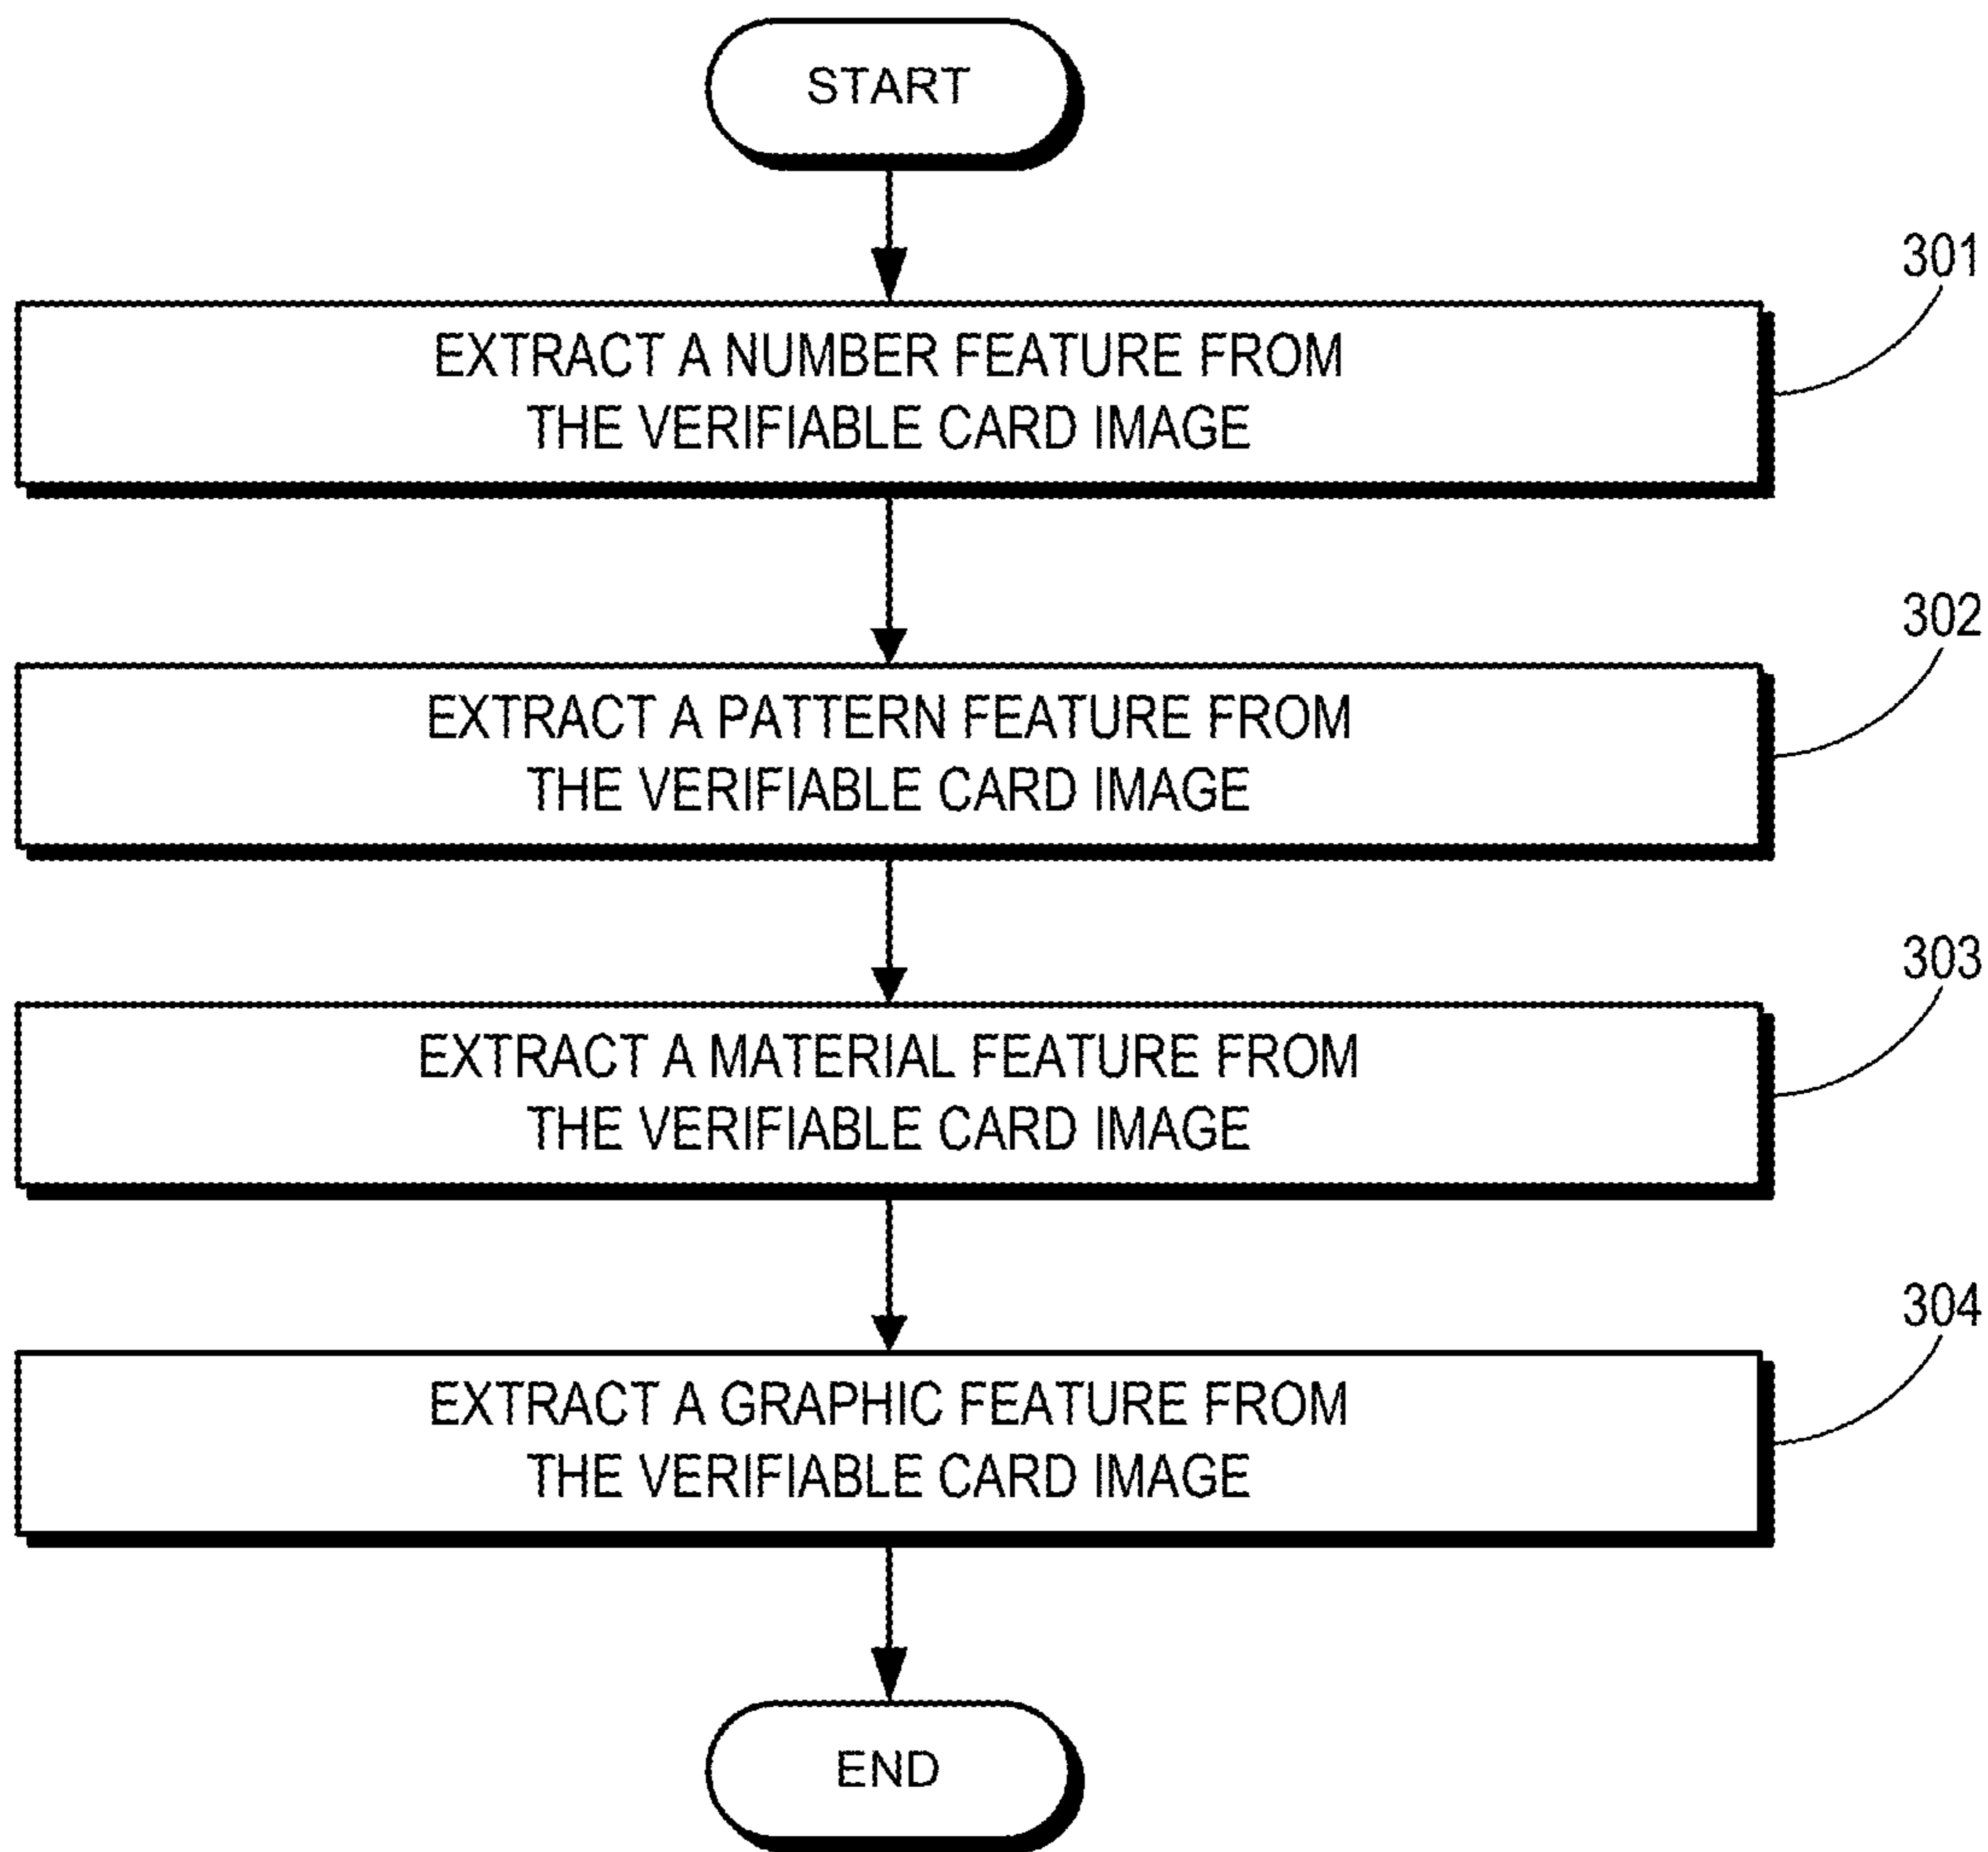 START
301
EXTRACT A NUMBER FEATURE FROM
THE VERIFIABLE CARD IMAGE
302
EXTRACT A PATTERN FEATURE FROM
THE VERIFIABLE CARD IMAGE
303
EXTRACT A MATERIAL FEATURE FROM
THE VERIFIABLE CARD IMAGE
304
EXTRACT A GRAPHIC FEATURE FROM
THE VERIFIABLE CARD IMAGE
END